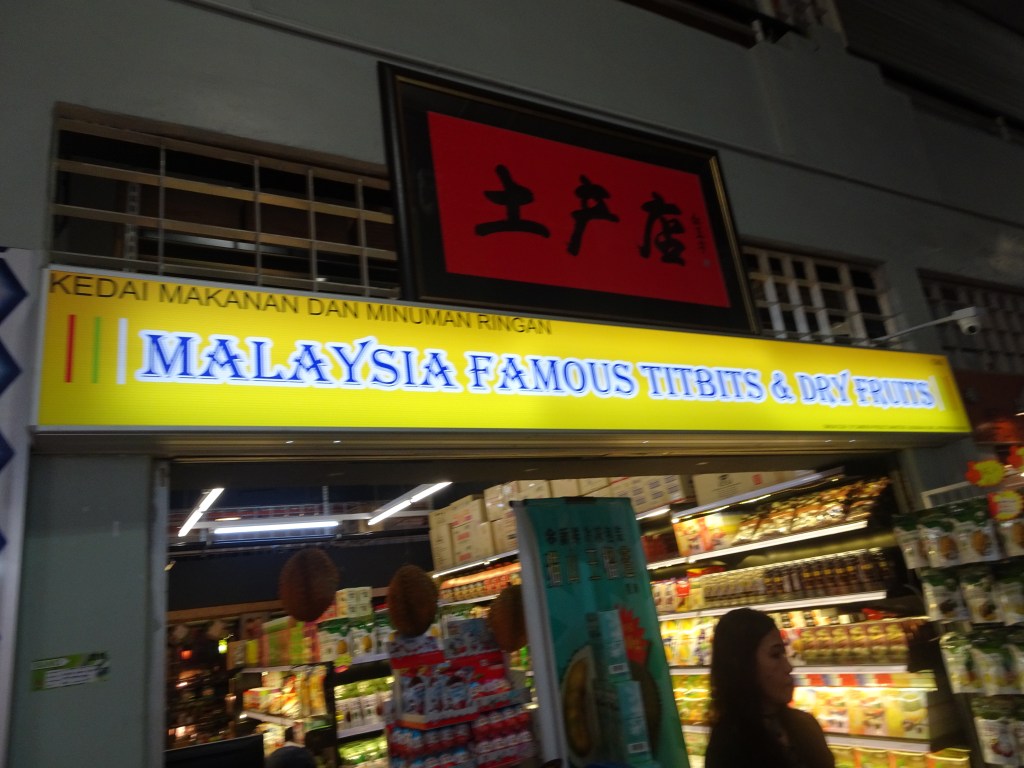 土产店
KEDAI MAKANAN DAN MINUMAN RINGAN
MALAYSIA FAMOUS TITBITS & DRY FRUITS